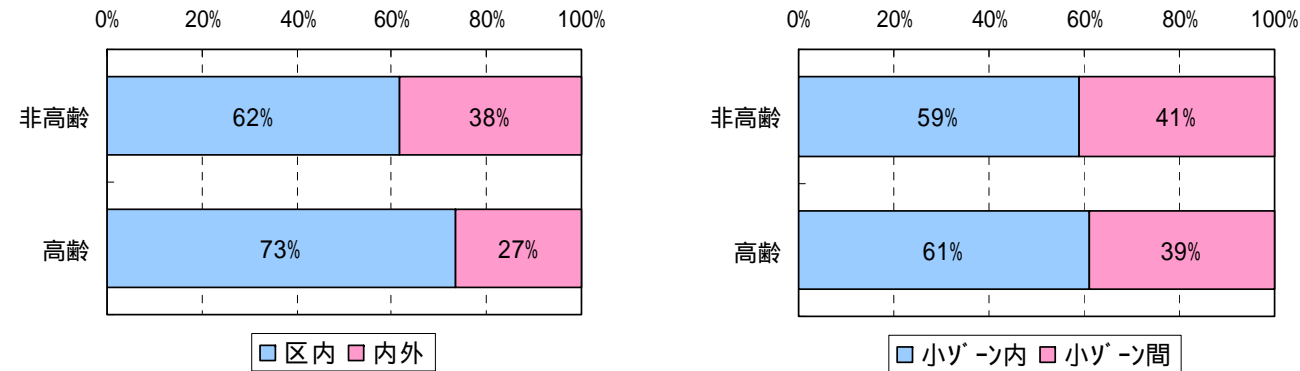 0% 20% 40% 60% 80% 100%
非高齢 62% 38%
高齢 73% 27%
区内 内外
0% 20% 40% 60% 80% 100%
非高齢 59% 41%
高齢 61% 39%
小ｿﾞｰﾝ内 小ｿﾞｰﾝ間